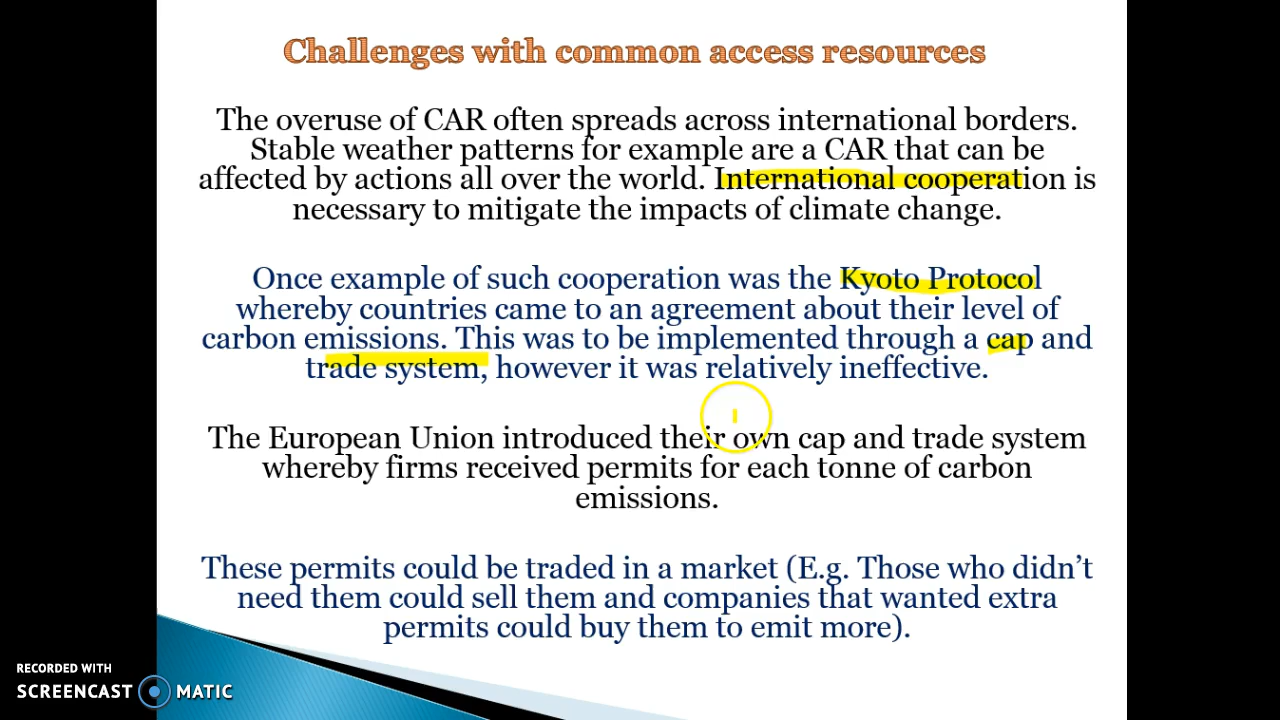 Challenges with common access resources
The overuse of CAR often spreads across international borders.
Stable weather patterns for example are a CAR that can be
affected by actions all over the world. International cooperation is
necessary to mitigate the impacts of climate change.
Once example of such cooperation was the Kyoto Protocol
whereby countries came to an agreement about their level of
carbon emissions. This was to be implemented through a cap and
trade system, however it was relatively ineffective.
The European Union introduced their own cap and trade system
whereby firms received permits for each tonne of carbon
emissions.
These permits could be traded in a market (E.g. Those who didn't
need them could sell them and companies that wanted extra
permits could buy them to emit more).
RECORDED WITH
SCREENCAST MATIC